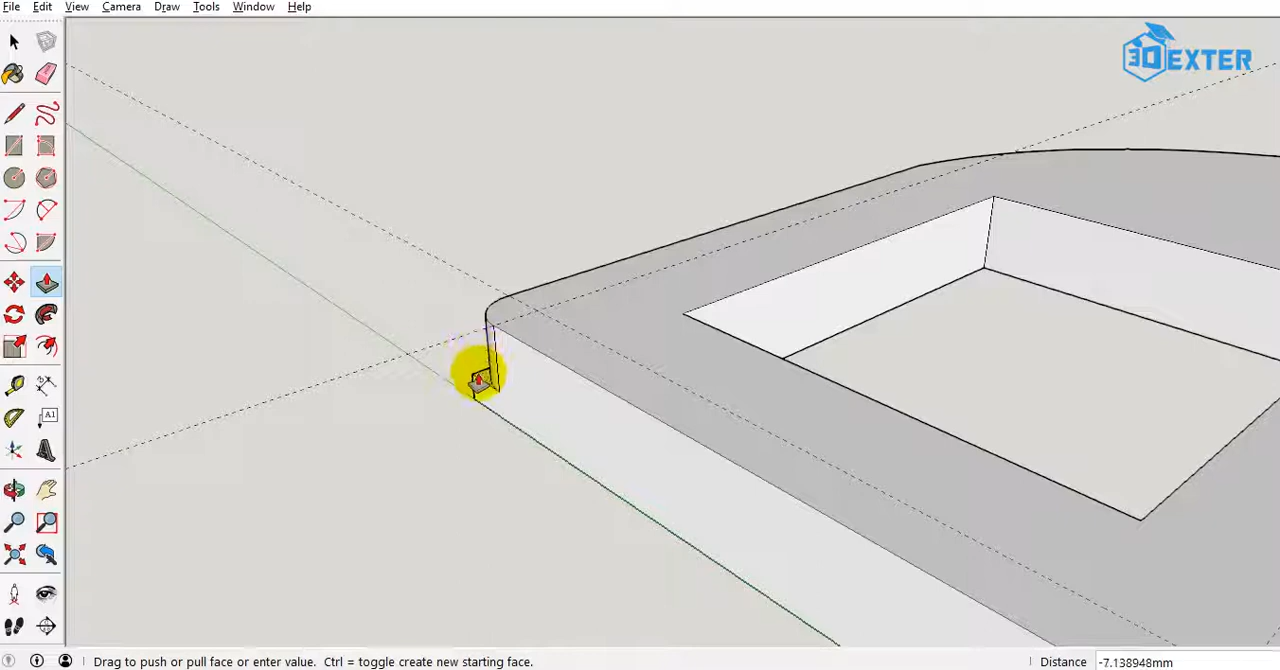 File Edit View Camera Draw Tools Window Help
3DEXTER
A1
Drag to push or pull face or enter value. Ctrl = toggle create new starting face.
Distance -7.138948mm